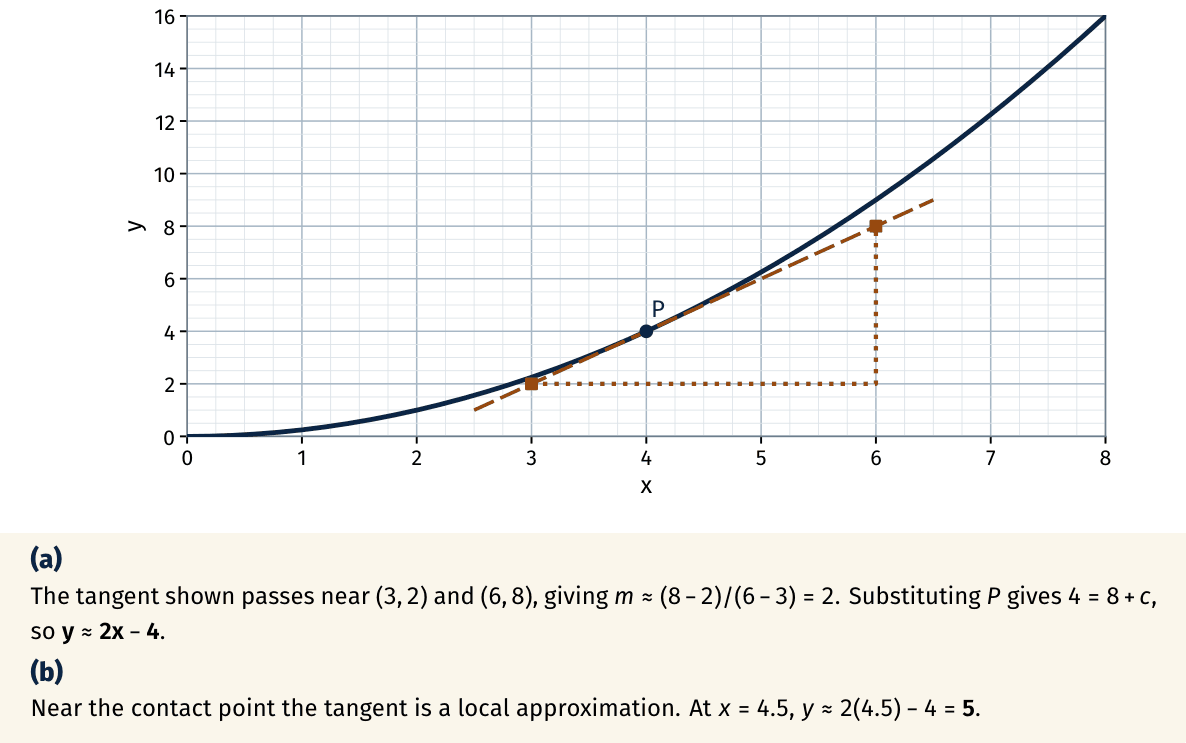 16
14
12
10
8
6
4
2
0
y
P
0 1 2 3 4 5 6 7 8
x
(a)
The tangent shown passes near (3, 2) and (6, 8), giving m ≈ (8 − 2)/(6 − 3) = 2. Substituting P gives 4 = 8 + c,
so y ≈ 2x − 4.
(b)
Near the contact point the tangent is a local approximation. At x = 4.5, y ≈ 2(4.5) − 4 = 5.